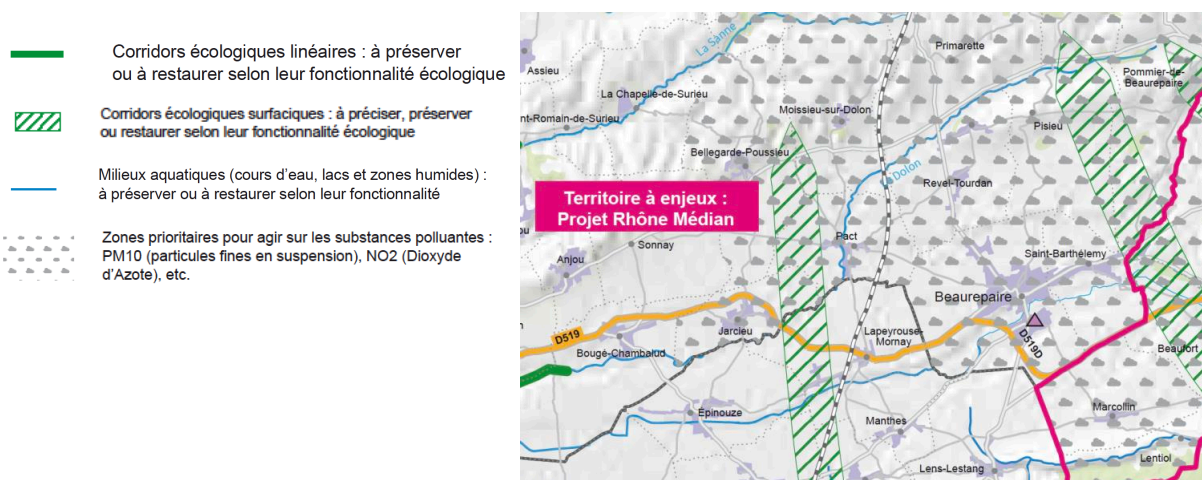 Corridors écologiques linéaires : à préserver
ou à restaurer selon leur fonctionnalité écologique
Corridors écologiques surfaciques : à préciser, préserver
ou restaurer selon leur fonctionnalité écologique
Milieux aquatiques (cours d'eau, lacs et zones humides) :
à préserver ou à restaurer selon leur fonctionnalité
Zones prioritaires pour agir sur les substances polluantes :
PM10 (particules fines en suspension), NO2 (Dioxyde
d'Azote), etc.
La Sanne
Primarette
Assieu
Pommier-de-
Beaurepaire
La Chapelle-de-Surieu
Moissieu-sur-Dolon
nt-Romain-de-Surieu
Pisieu
Bellegarde-Poussieu
Dolon
Revel-Tourdan
Territoire à enjeux :
Projet Rhône Médian
Pact
Sonnay
Saint-Barthélemy
Anjou
Beaurepaire
D519
Jarcieu
Lapeyrouse-
Mornay
D519D
Bougé-Chambalud
Beaufort
Épinouze
Marcollin
Manthes
Lentiol
Lens-Lestang